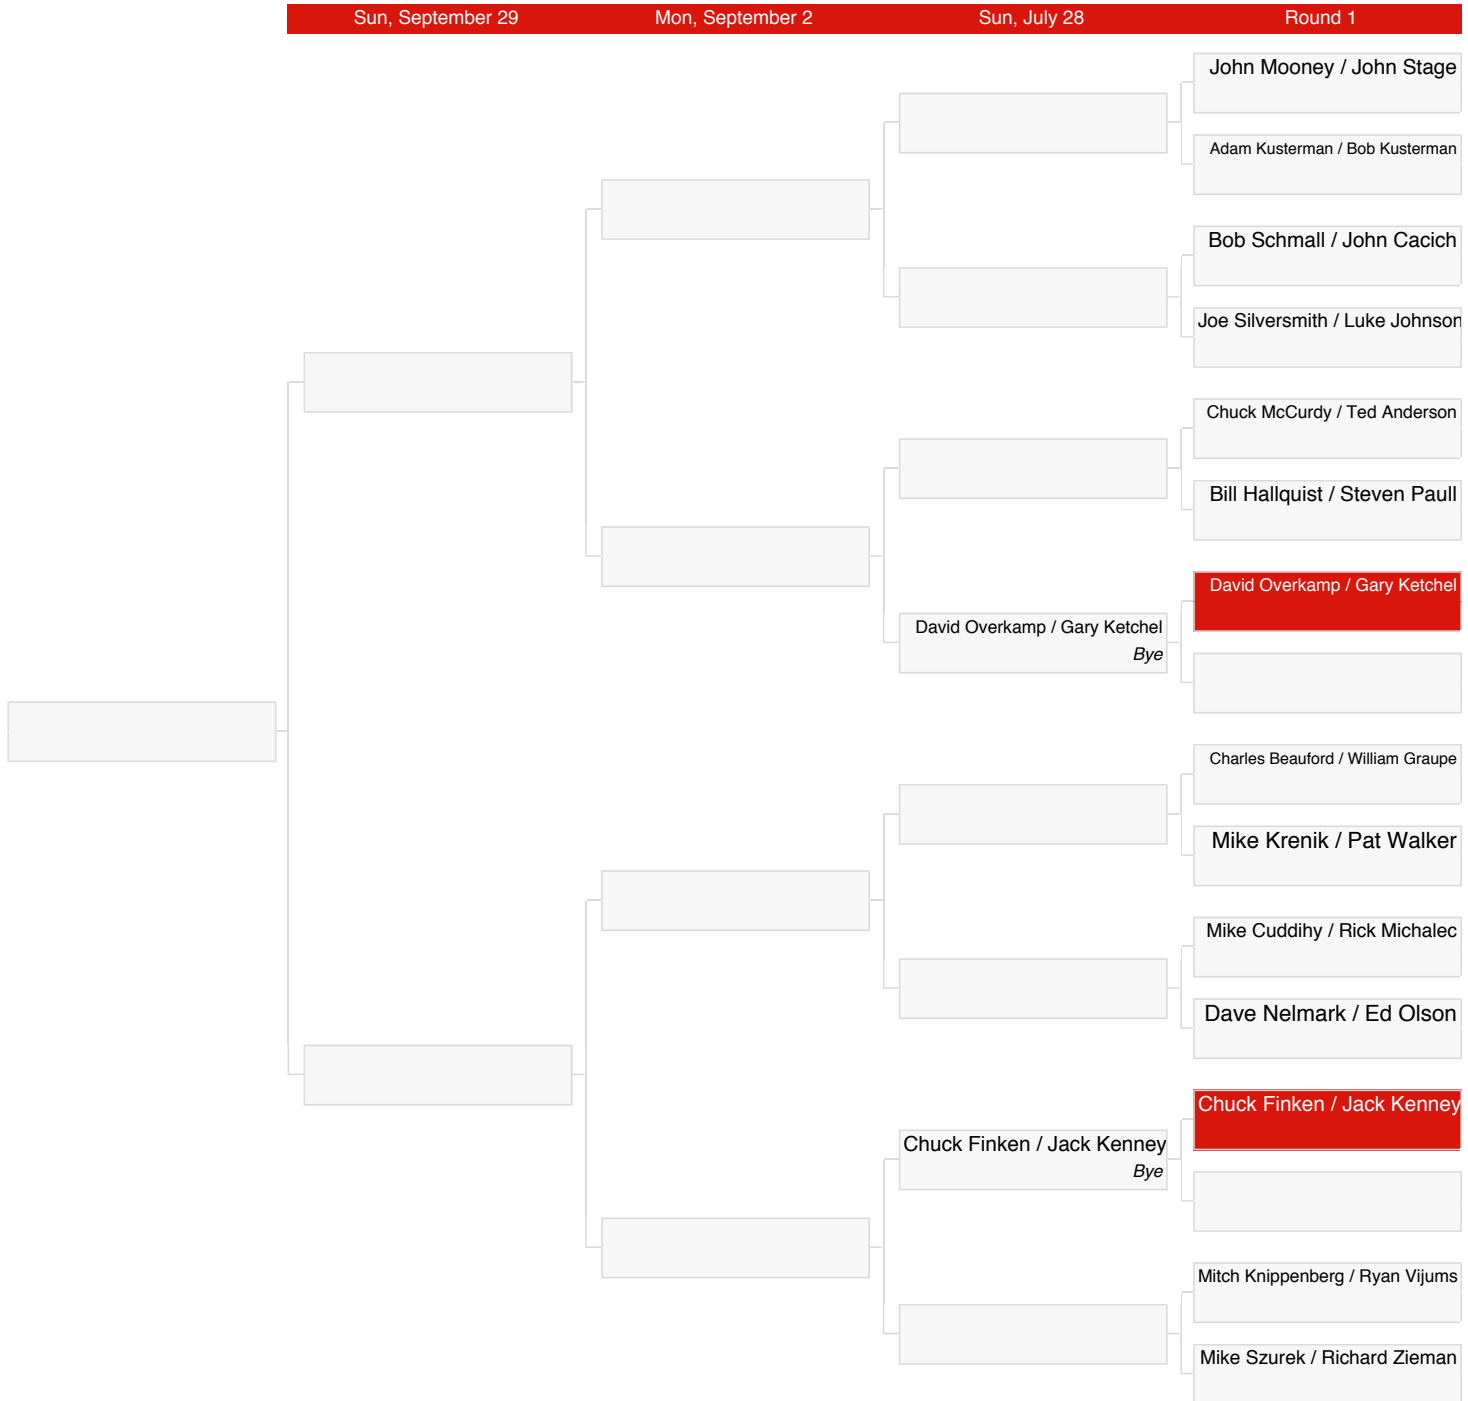 Sun, September 29 Mon, September 2 Sun, July 28 Round 1
John Mooney / John Stage
Adam Kusterman / Bob Kusterman
Bob Schmall / John Cacich
Joe Silversmith / Luke Johnson
Chuck McCurdy / Ted Anderson
Bill Hallquist / Steven Paull
David Overkamp / Gary Ketchel
David Overkamp / Gary Ketchel
Bye
Charles Beauford / William Graupe
Mike Krenik / Pat Walker
Mike Cuddihy / Rick Michalec
Dave Nelmark / Ed Olson
Chuck Finken / Jack Kenney
Chuck Finken / Jack Kenney
Bye
Mitch Knippenberg / Ryan Vijums
Mike Szurek / Richard Zieman